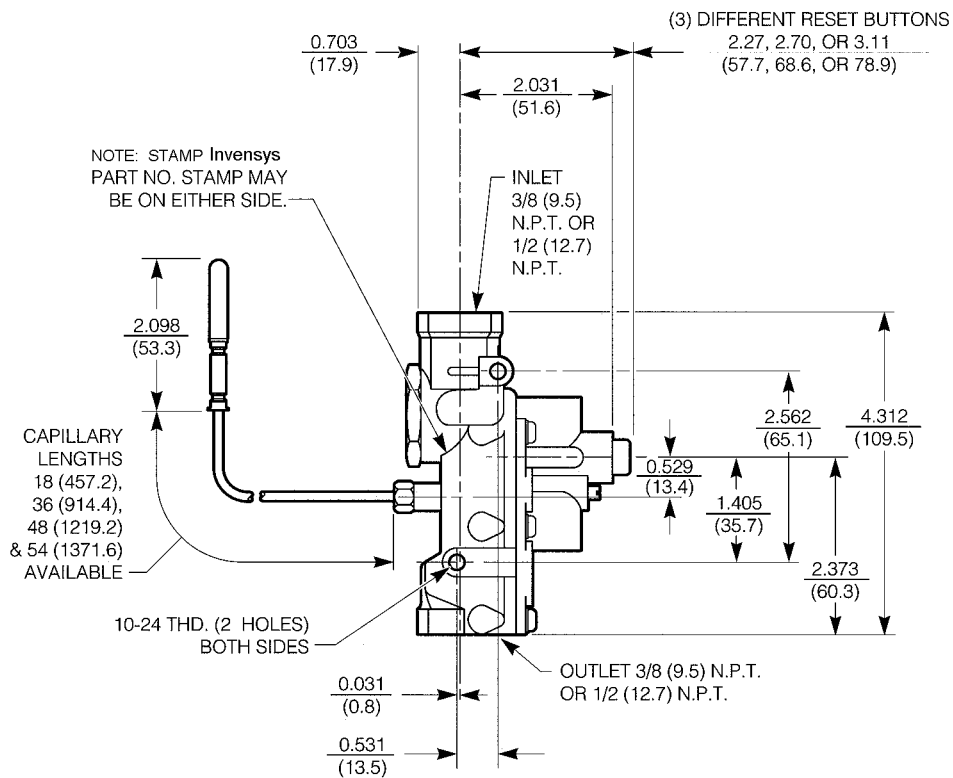 (3) DIFFERENT RESET BUTTONS
2.27, 2.70, OR 3.11
(57.7, 68.6, OR 78.9)
0.703
(17.9)
2.031
(51.6)
NOTE: STAMP Invensys
PART NO. STAMP MAY
BE ON EITHER SIDE.
INLET
3/8 (9.5)
N.P.T. OR
1/2 (12.7)
N.P.T.
2.098
(53.3)
CAPILLARY
LENGTHS
18 (457.2),
36 (914.4),
48 (1219.2)
& 54 (1371.6)
AVAILABLE
2.562
(65.1)
4.312
(109.5)
0.529
(13.4)
1.405
(35.7)
2.373
(60.3)
10-24 THD. (2 HOLES)
BOTH SIDES
OUTLET 3/8 (9.5) N.P.T.
OR 1/2 (12.7) N.P.T.
0.031
(0.8)
0.531
(13.5)